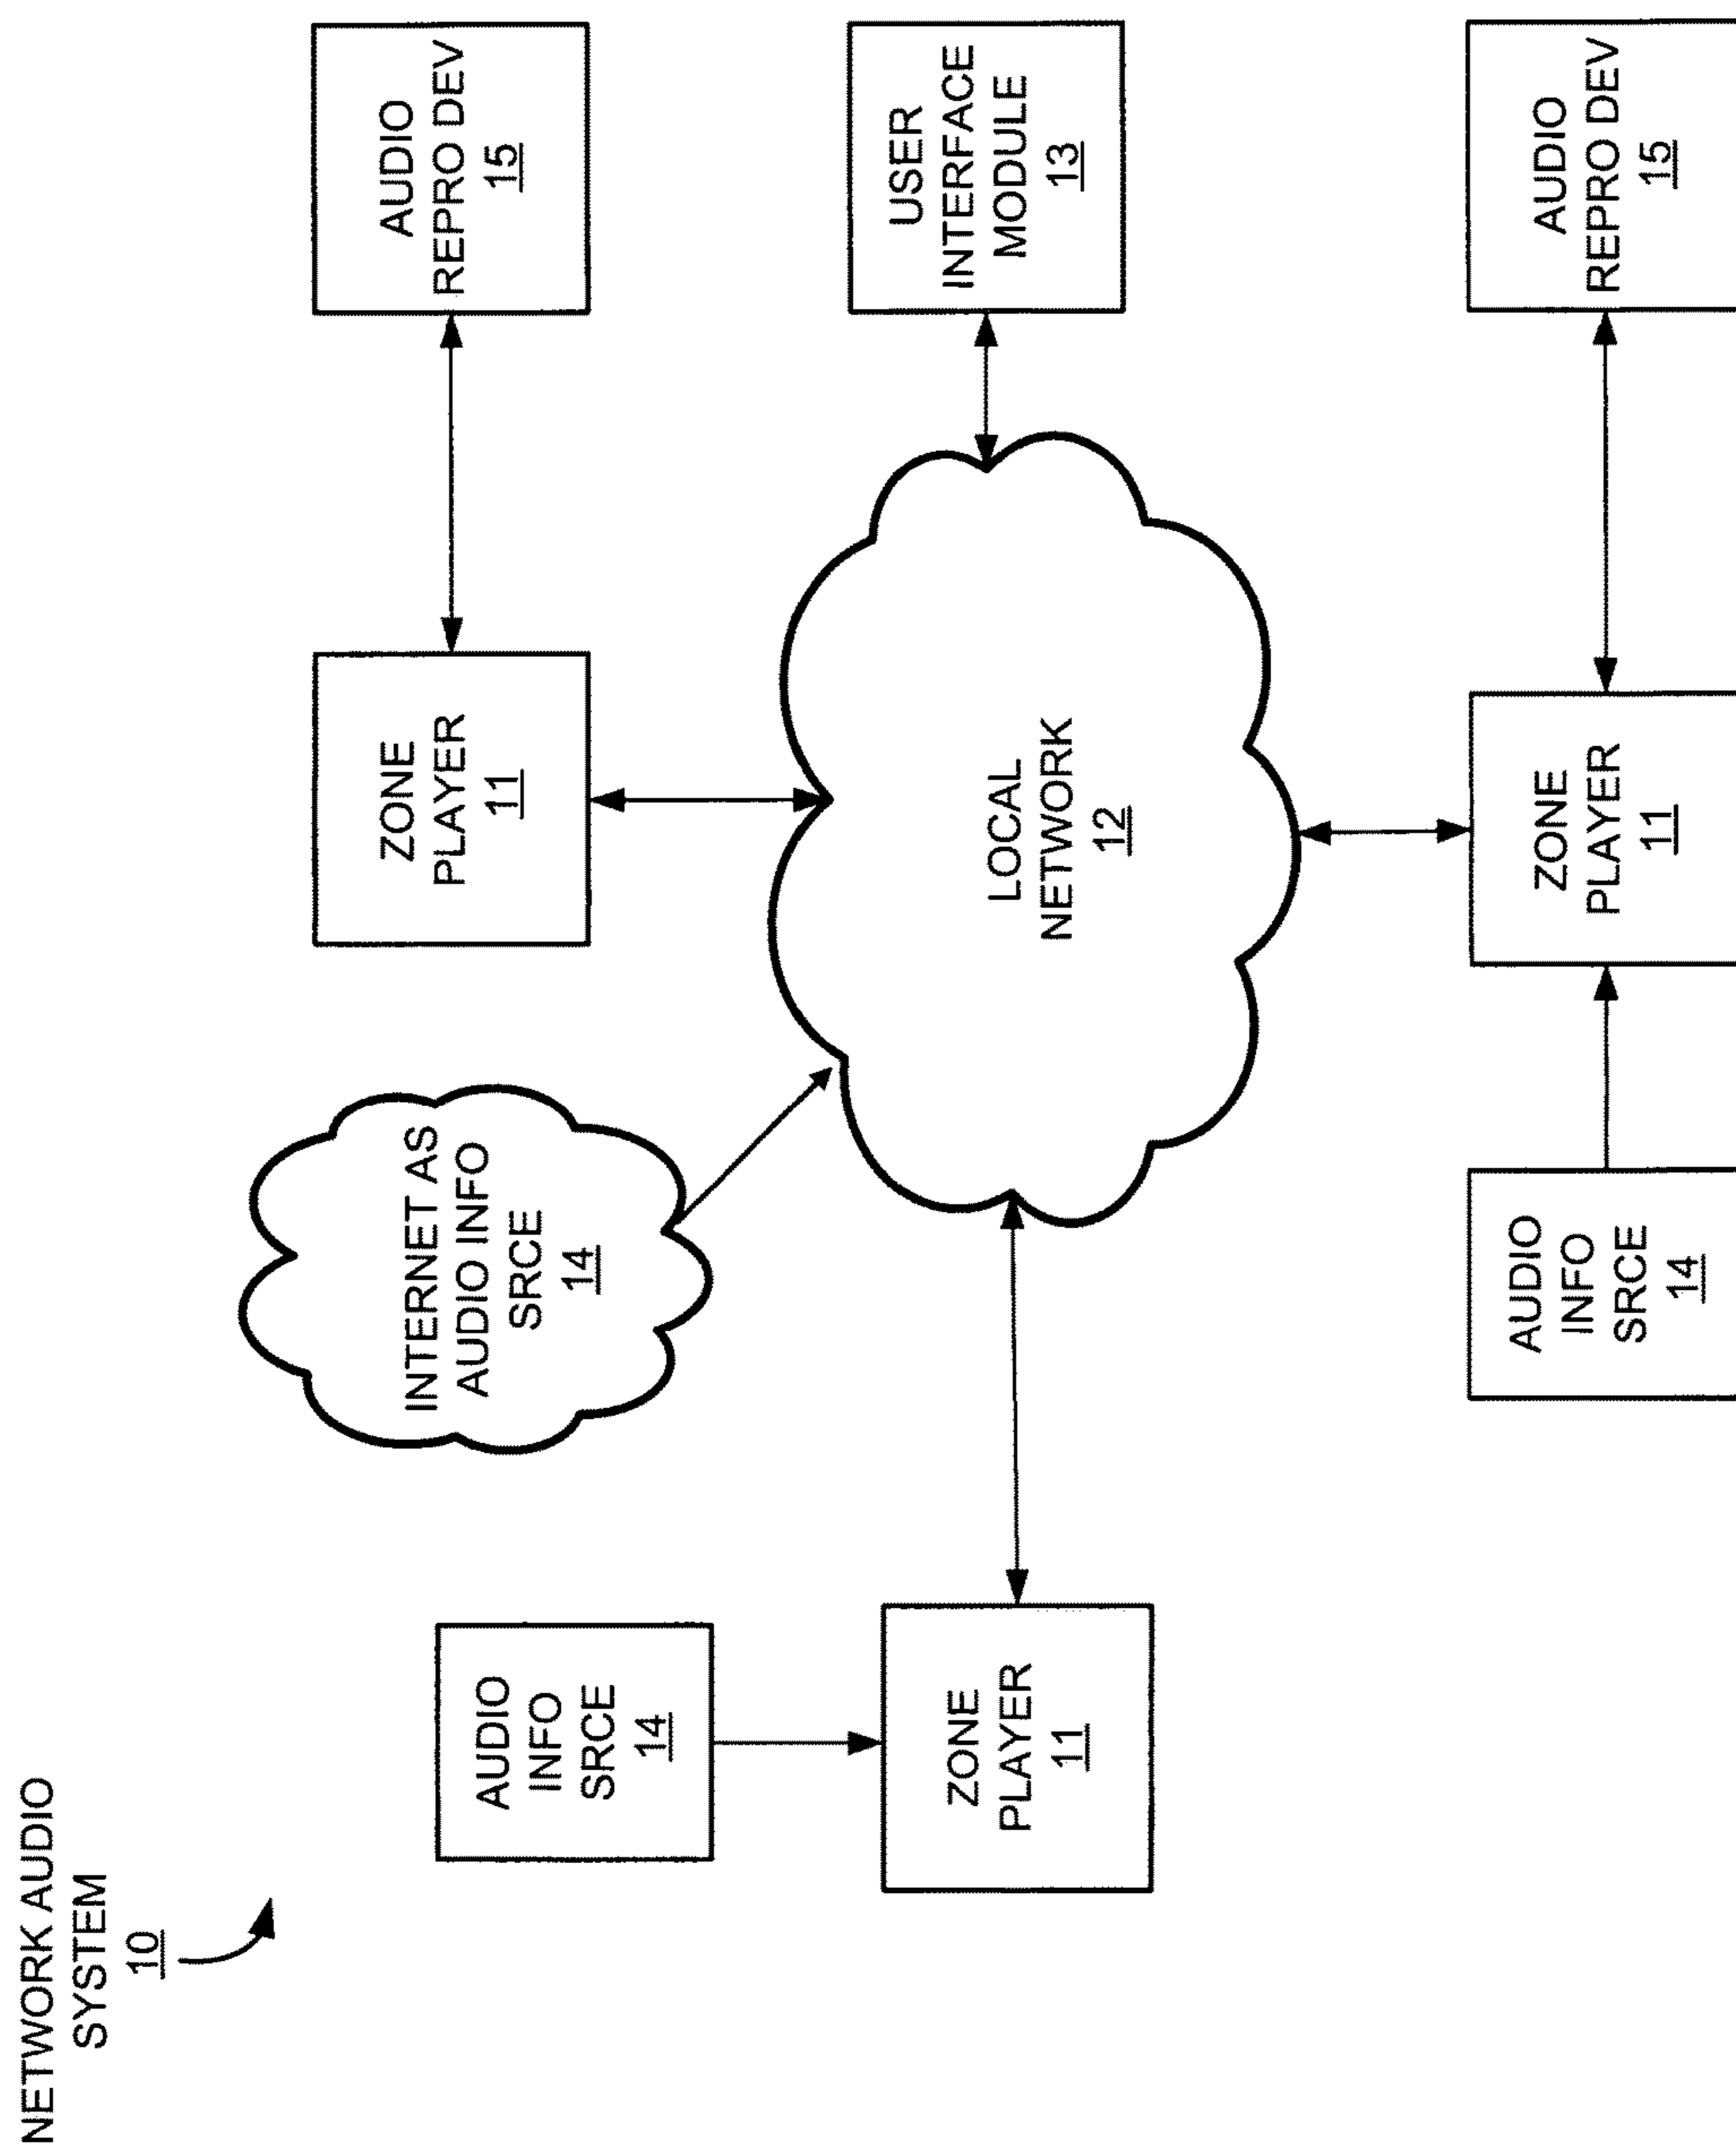 NETWORK AUDIO
SYSTEM
10
AUDIO
INFO
SRCE
14
INTERNET AS
AUDIO INFO
SRCE
14
ZONE
PLAYER
11
AUDIO
REPRO DEV
15
ZONE
PLAYER
11
LOCAL
NETWORK
12
USER
INTERFACE
MODULE
13
AUDIO
INFO
SRCE
14
ZONE
PLAYER
11
AUDIO
REPRO DEV
15